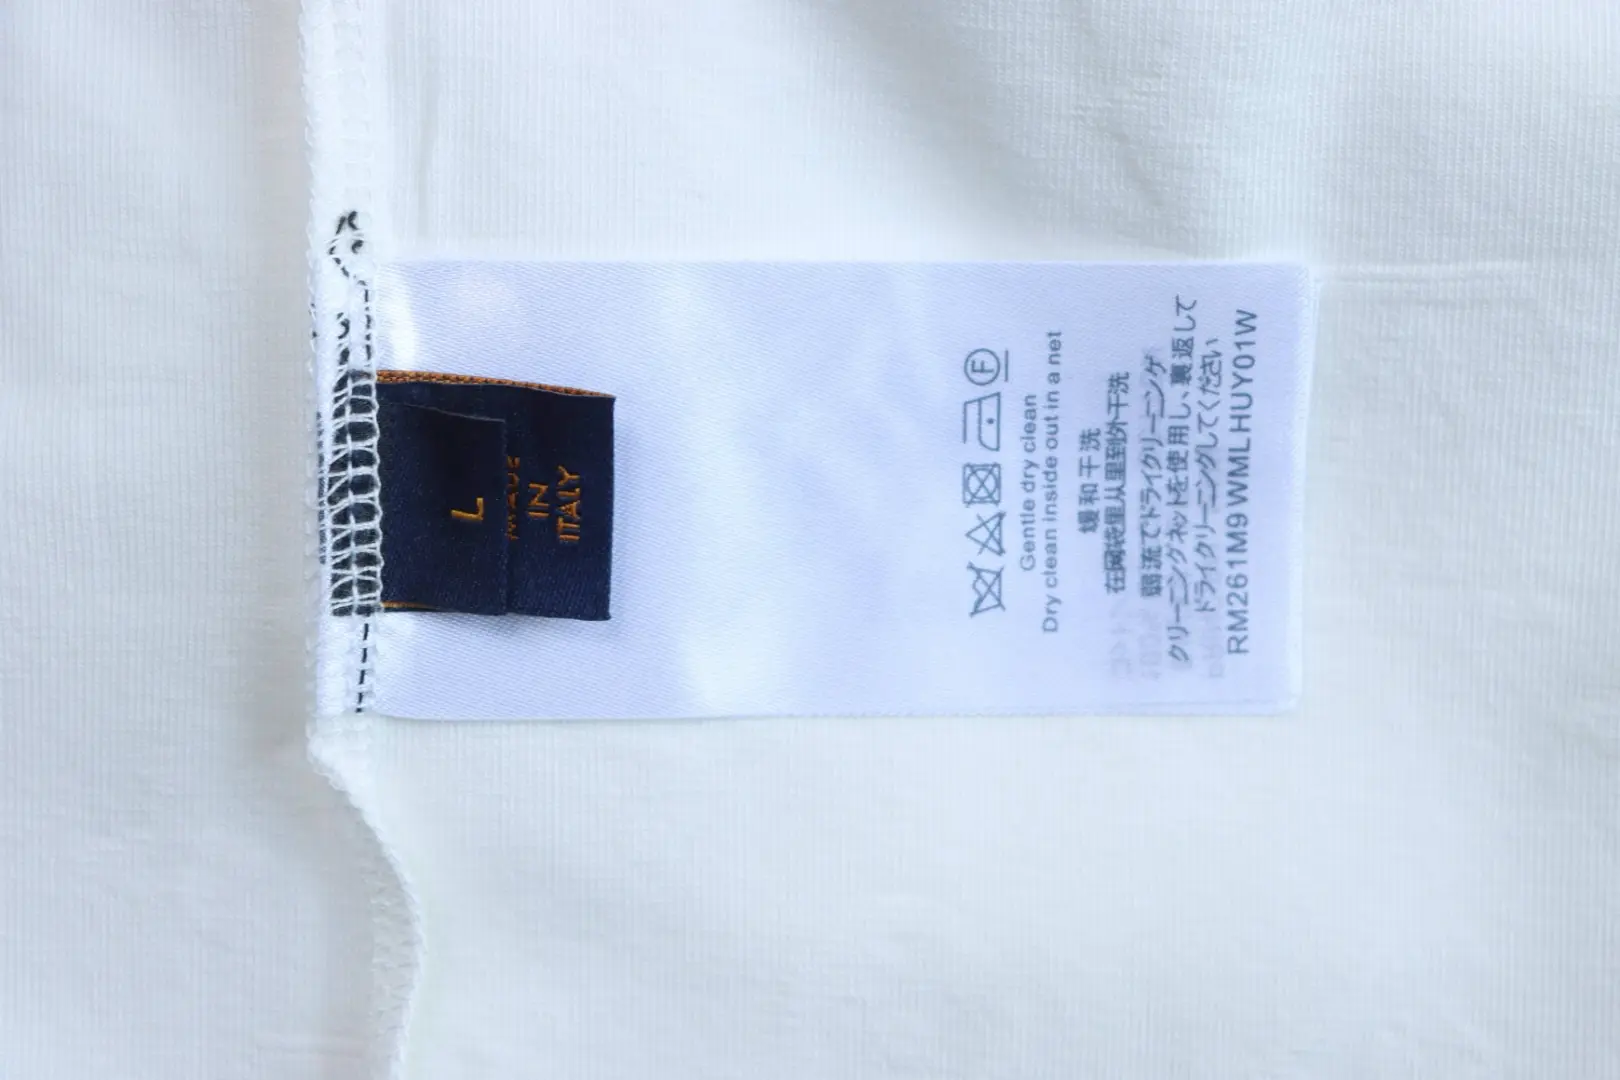 L
MADE
IN
ITALY
F
Gentle dry clean
Dry clean inside out in a net
缓和干洗
在网袋里从里到外干洗
弱流でドライクリーニング
クリーニングネットを使用し、裏返して
ドライクリーニングしてください
RM261M9WMLHUY01W